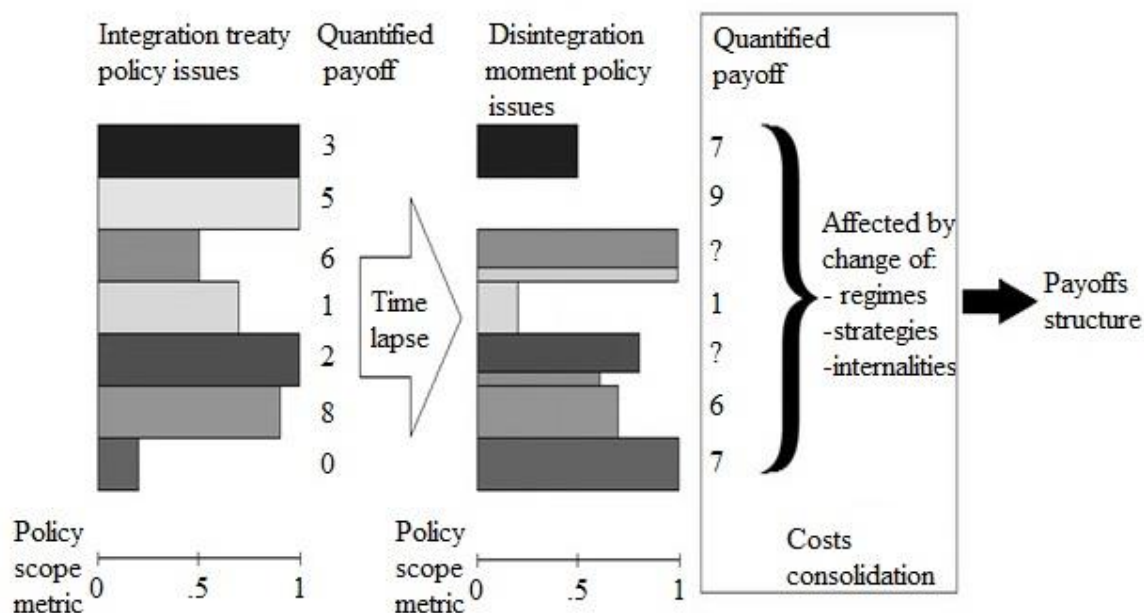 Integration treaty
policy issues
Quantified
payoff
Disintegration
moment policy
issues
Quantified
payoff
3
5
6
1
2
8
0
Time
lapse
7
9
?
1
?
6
7
Affected by
change of:
- regimes
-strategies
-internalities
Payoffs
structure
Policy
scope
metric
0
.5
1
Policy
scope
metric
0
.5
1
Costs
consolidation